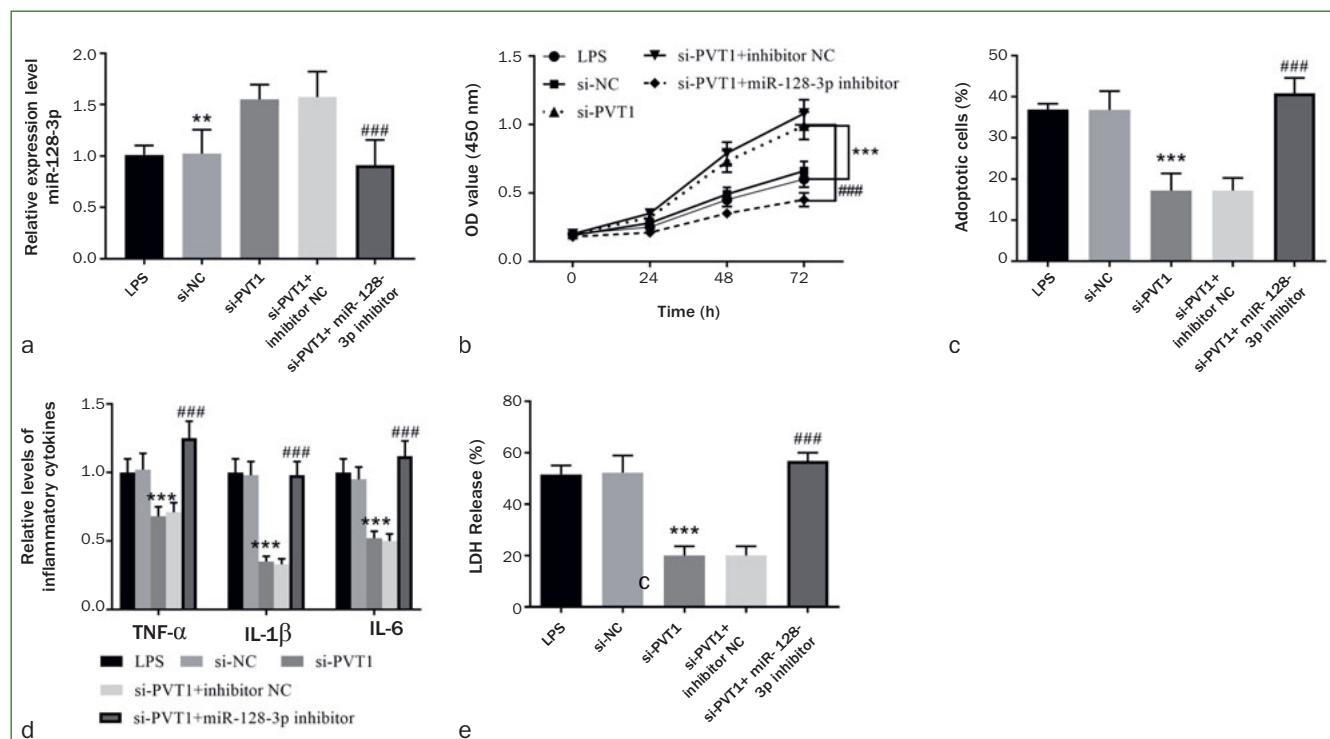 Relative expression level
miR-128-3p
2.0
1.5
1.0
0.5
0.0
**
###
LPS
si-NC
si-PVT1
si-PVT1+
inhibitor NC
si-PVT1+ miR- 128-
3p inhibitor
a
OD value (450 nm)
1.5
1.0
0.5
0.0
LPS
si-NC
si-PVT1
si-PVT1+inhibitor NC
si-PVT1+miR-128-3p inhibitor
***
###
0 24 48 72
Time (h)
b
Adoptotic cells (%)
50
40
30
20
10
0
***
###
LPS
si-NC
si-PVT1
si-PVT1+
inhibitor NC
si-PVT1+ miR- 128-
3p inhibitor
c
Relative levels of
inflammatory cytokines
1.5
1.0
0.5
0.0
***
###
***
###
***
###
TNF-α IL-1β IL-6
LPS si-NC si-PVT1
si-PVT1+inhibitor NC
si-PVT1+miR-128-3p inhibitor
d
LDH Release (%)
80
60
40
20
0
c
***
###
LPS
si-NC
si-PVT1
si-PVT1+
inhibitor NC
si-PVT1+ miR- 128-
3p inhibitor
e